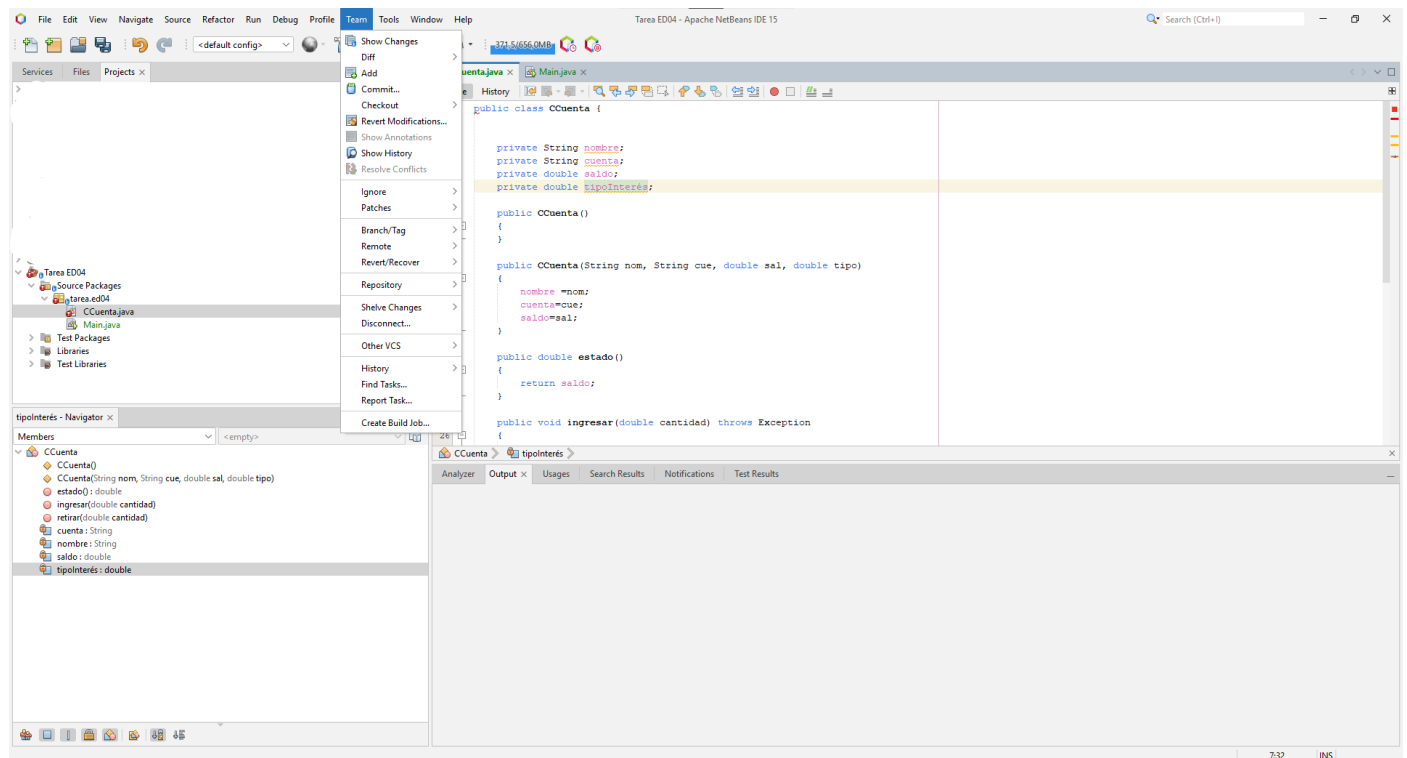 File Edit View Navigate Source Refactor Run Debug Profile Team Tools Window Help
Tarea ED04 - Apache NetBeans IDE 15
Search (Ctrl+I)
<default config>
371,5/656,0MB
Services Files Projects
Tarea ED04
Source Packages
tarea.ed04
CCuenta.java
Main.java
Test Packages
Libraries
Test Libraries
Show Changes
Diff
Add
Commit...
Checkout
Revert Modifications...
Show Annotations
Show History
Resolve Conflicts
Ignore
Patches
Branch/Tag
Remote
Revert/Recover
Repository
Shelve Changes
Disconnect...
Other VCS
History
Find Tasks...
Report Task...
Create Build Job...
tipoInterés - Navigator
Members
<empty>
CCuenta
CCuenta()
CCuenta(String nom, String cue, double sal, double tipo)
estado() : double
ingresar(double cantidad)
retirar(double cantidad)
cuenta : String
nombre : String
saldo : double
tipoInterés : double
uenta.java Main.java
e History
public class CCuenta {
private String nombre;
private String cuenta;
private double saldo;
private double tipoInterés;
public CCuenta()
{
}
public CCuenta(String nom, String cue, double sal, double tipo)
{
nombre =nom;
cuenta=cue;
saldo=sal;
}
public double estado()
{
return saldo;
}
public void ingresar(double cantidad) throws Exception
26 {
CCuenta tipoInterés
Analyzer Output Usages Search Results Notifications Test Results
7:32 INS